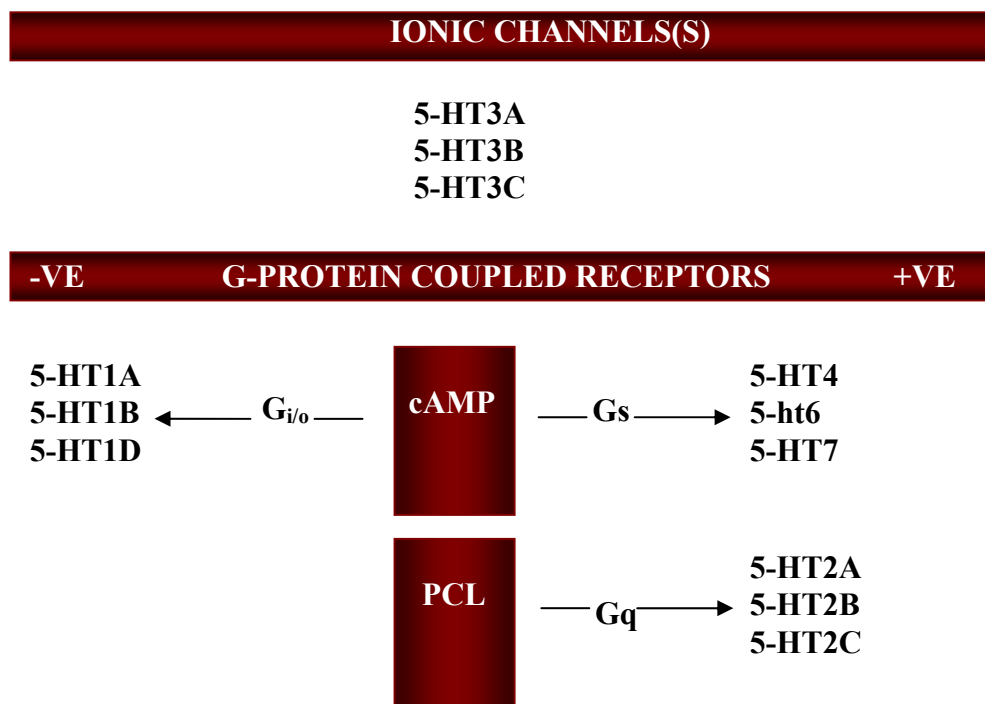 IONIC CHANNELS(S)
5-HT3A
5-HT3B
5-HT3C
-VE G-PROTEIN COUPLED RECEPTORS +VE
5-HT1A
5-HT1B
5-HT1D
Gi/o
cAMP
Gs
5-HT4
5-ht6
5-HT7
PCL
Gq
5-HT2A
5-HT2B
5-HT2C